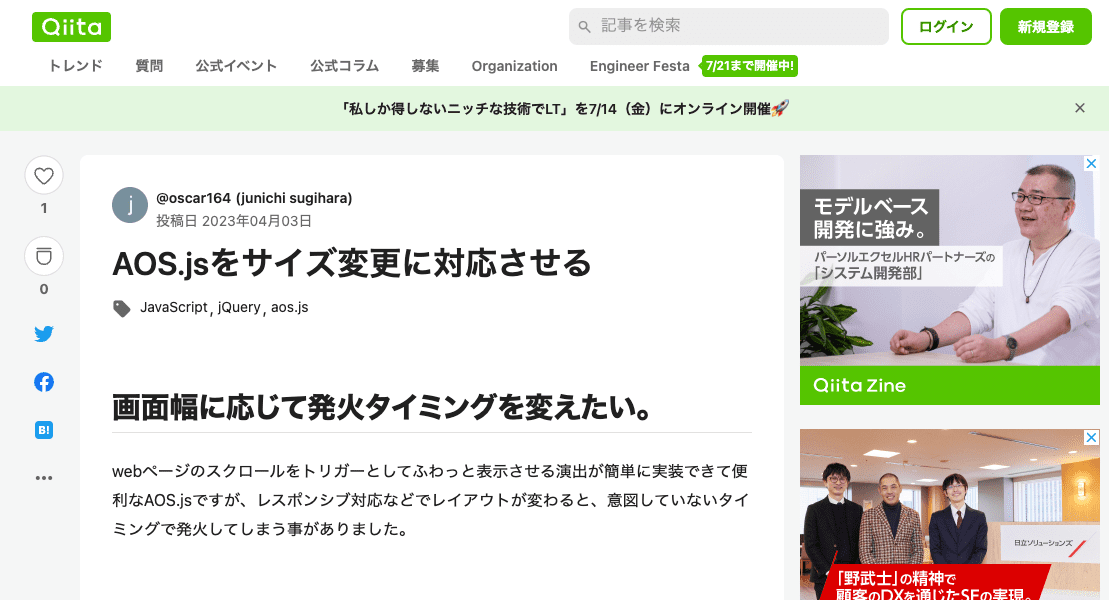 Qiita
記事を検索
ログイン
新規登録
トレンド
質問
公式イベント
公式コラム
募集
Organization
Engineer Festa
7/21まで開催中!
「私しか得しないニッチな技術でLT」を7/14（金）にオンライン開催🚀
1
0
B!
j
@oscar164 (junichi sugihara)
投稿日 2023年04月03日
AOS.jsをサイズ変更に対応させる
JavaScript, jQuery, aos.js
画面幅に応じて発火タイミングを変えたい。
webページのスクロールをトリガーとしてふわっと表示させる演出が簡単に実装できて便
利なAOS.jsですが、レスポンシブ対応などでレイアウトが変わると、意図していないタイ
ミングで発火してしまう事がありました。
モデルベース
開発に強み。
パーソルエクセルHRパートナーズの
「システム開発部」
Qiita Zine
日立ソリューションズ
「野武士」の精神で
顧客のDXを通じたSEの実現。